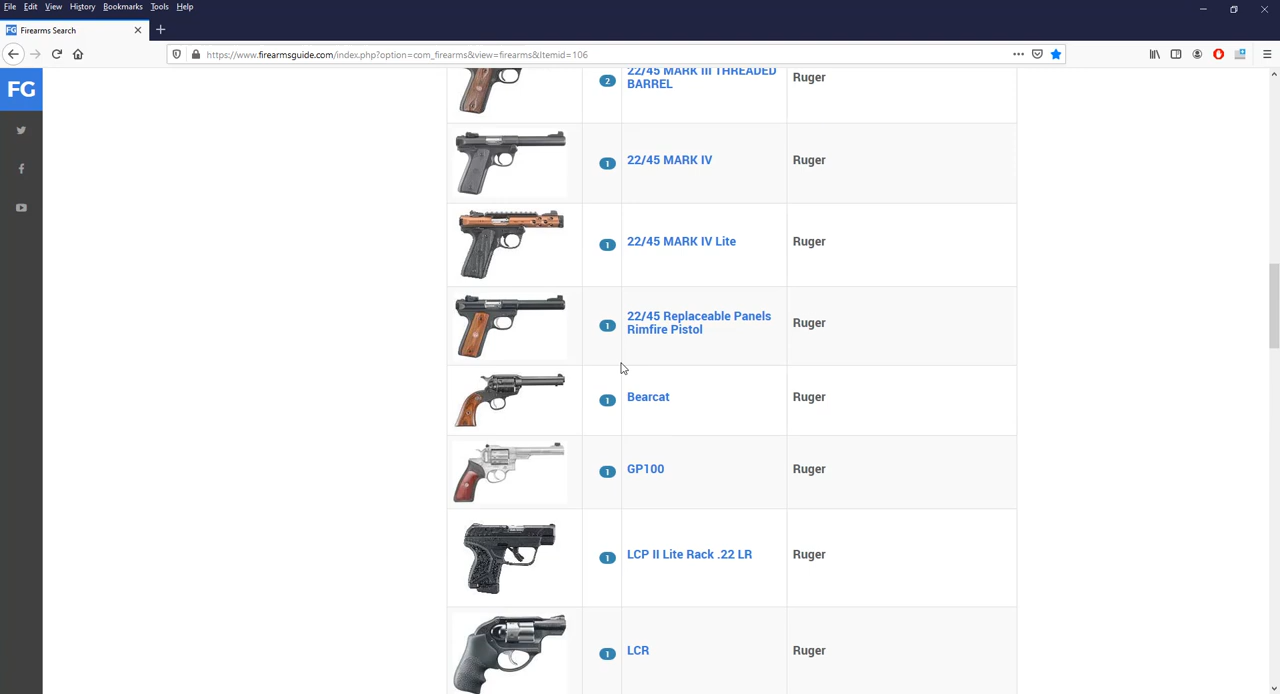 File Edit View History Bookmarks Tools Help
FG Firearms Search
https://www.firearmsguide.com/index.php?option=com_firearms&view=firearms&Itemid=106
FG
2 22/45 MARK III THREADED BARREL Ruger
1 22/45 MARK IV Ruger
1 22/45 MARK IV Lite Ruger
1 22/45 Replaceable Panels Rimfire Pistol Ruger
1 Bearcat Ruger
1 GP100 Ruger
1 LCP II Lite Rack .22 LR Ruger
1 LCR Ruger